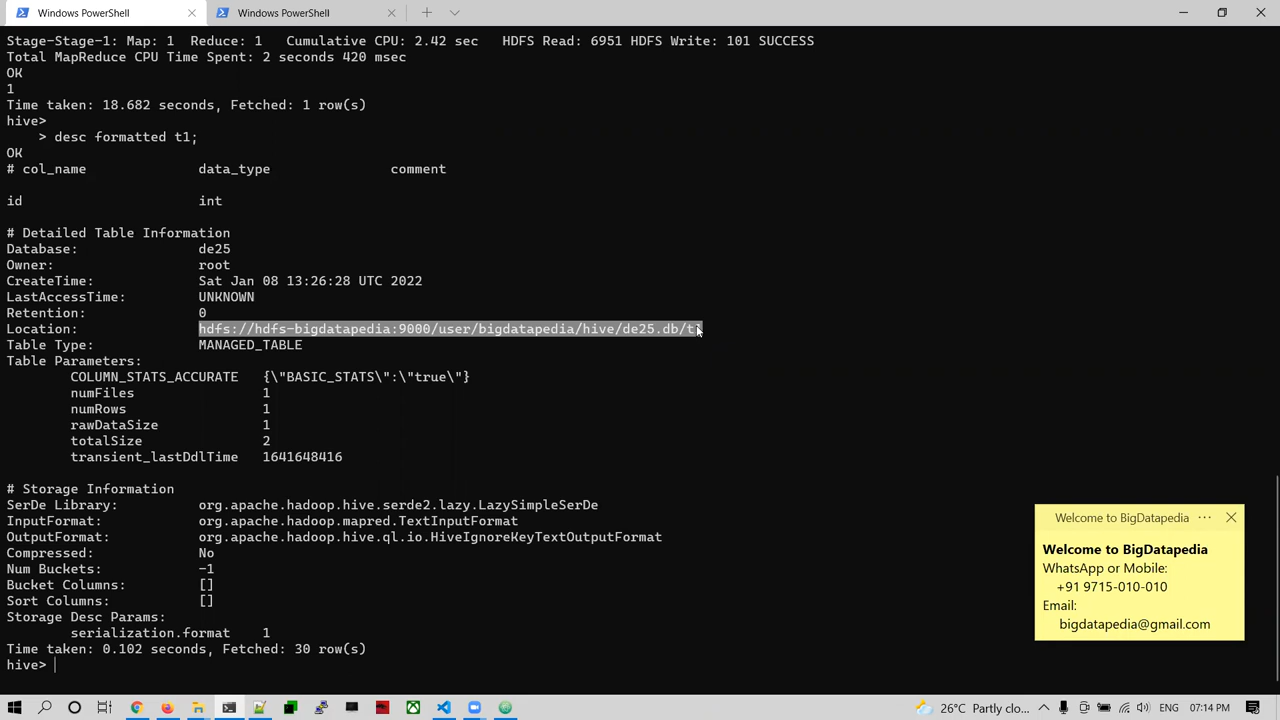 Windows PowerShell
Windows PowerShell
Stage-Stage-1: Map: 1  Reduce: 1   Cumulative CPU: 2.42 sec   HDFS Read: 6951 HDFS Write: 101 SUCCESS
Total MapReduce CPU Time Spent: 2 seconds 420 msec
OK
1
Time taken: 18.682 seconds, Fetched: 1 row(s)
hive>
    > desc formatted t1;
OK
# col_name              data_type               comment
id                      int
# Detailed Table Information
Database:               de25
Owner:                  root
CreateTime:             Sat Jan 08 13:26:28 UTC 2022
LastAccessTime:         UNKNOWN
Retention:              0
Location:               hdfs://hdfs-bigdatapedia:9000/user/bigdatapedia/hive/de25.db/t1
Table Type:             MANAGED_TABLE
Table Parameters:
        COLUMN_STATS_ACCURATE   {\"BASIC_STATS\":\"true\"}
        numFiles                1
        numRows                 1
        rawDataSize             1
        totalSize               2
        transient_lastDdlTime   1641648416
# Storage Information
SerDe Library:          org.apache.hadoop.hive.serde2.lazy.LazySimpleSerDe
InputFormat:            org.apache.hadoop.mapred.TextInputFormat
OutputFormat:           org.apache.hadoop.hive.ql.io.HiveIgnoreKeyTextOutputFormat
Compressed:             No
Num Buckets:            -1
Bucket Columns:         []
Sort Columns:           []
Storage Desc Params:
        serialization.format    1
Time taken: 0.102 seconds, Fetched: 30 row(s)
hive>
Welcome to BigDatapedia ···
Welcome to BigDatapedia
WhatsApp or Mobile:
+91 9715-010-010
Email:
bigdatapedia@gmail.com
26°C Partly clo... ENG 07:14 PM